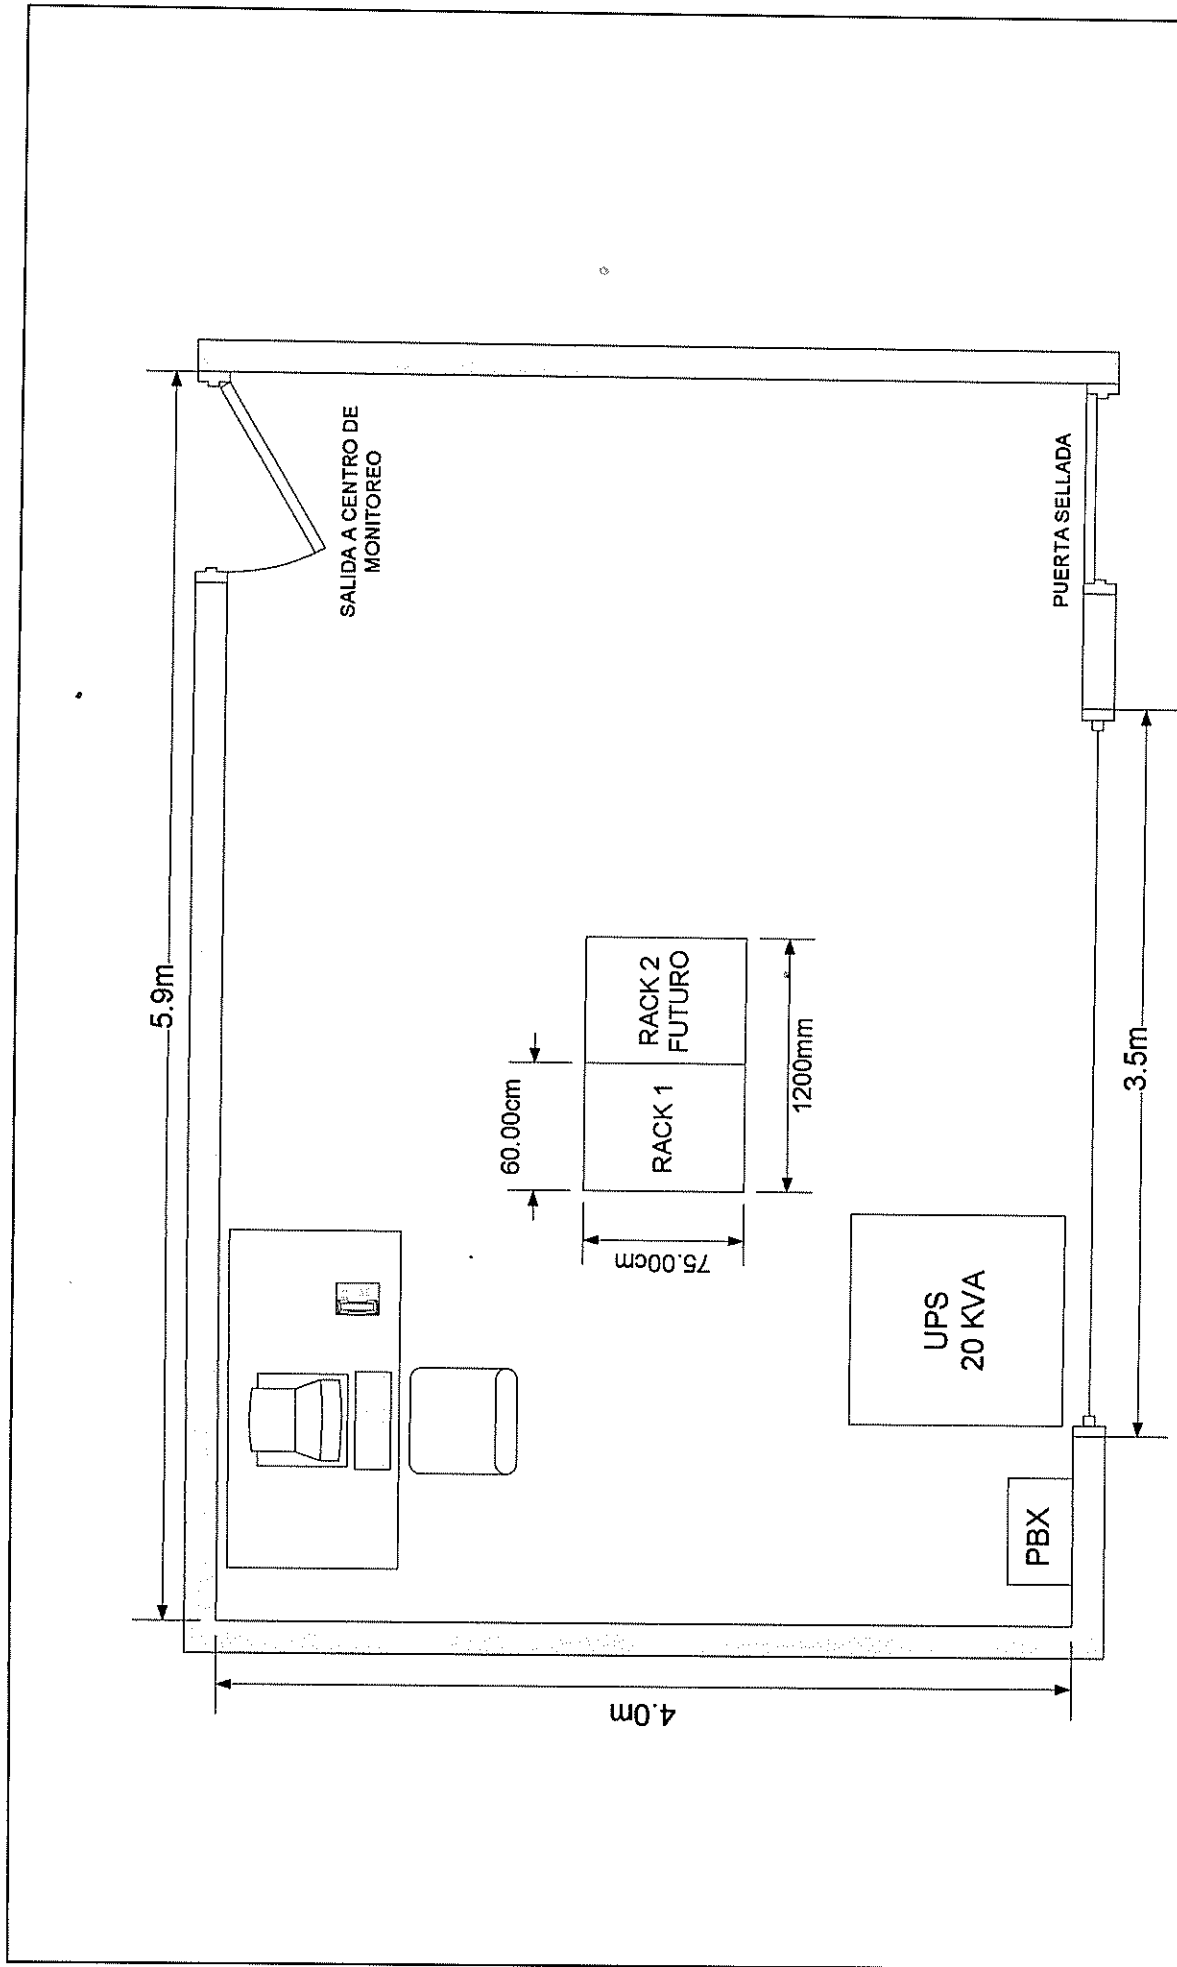 5.9m
SALIDA A CENTRO DE
MONITOREO
60.00cm
RACK 1
RACK 2
FUTURO
75.00cm
1200mm
UPS
20 KVA
PBX
PUERTA SELLADA
4.0m
3.5m